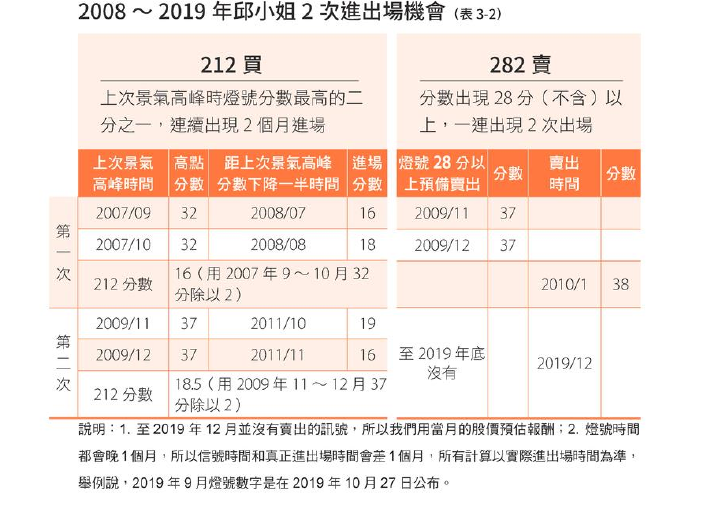 2008 ～ 2019 年邱小姐 2 次進出場機會（表 3-2）
212 買
上次景氣高峰時燈號分數最高的二
分之一，連續出現 2 個月進場
282 賣
分數出現 28 分（不含）以
上，一連出現 2 次出場
上次景氣
高峰時間
高點
分數
距上次景氣高峰
分數下降一半時間
進場
分數
燈號 28 分以
上預備賣出
分數
賣出
時間
分數
第一次
2007/09 32 2008/07 16 2009/11 37
2007/10 32 2008/08 18 2009/12 37
212 分數
16（用 2007 年 9～10 月 32
分除以 2）
2010/1 38
第二次
2009/11 37 2011/10 19
2009/12 37 2011/11 16
212 分數
18.5（用 2009 年 11～12 月 37
分除以 2）
至 2019 年底
沒有
2019/12
說明：1. 至 2019 年 12 月並沒有賣出的訊號，所以我們用當月的股價預估報酬；2. 燈號時間
都會晚 1 個月，所以信號時間和真正進出場時間會差 1 個月，所有計算以實際進出場時間為準，
舉例說，2019 年 9 月燈號數字是在 2019 年 10 月 27 日公布。